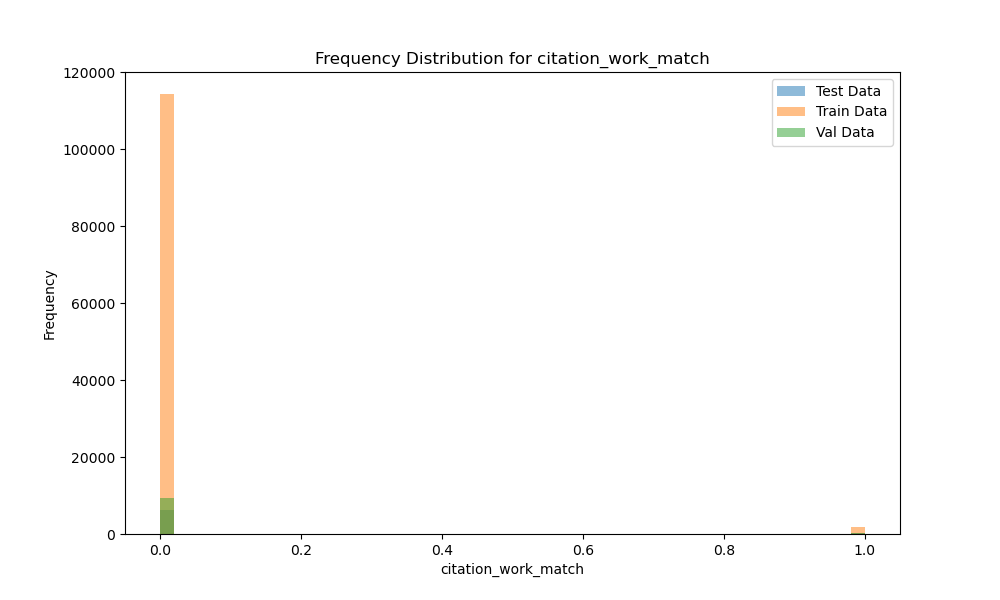 Frequency Distribution for citation_work_match
120000
100000
80000
60000
40000
20000
0
Frequency
Test Data
Train Data
Val Data
0.0 0.2 0.4 0.6 0.8 1.0
citation_work_match